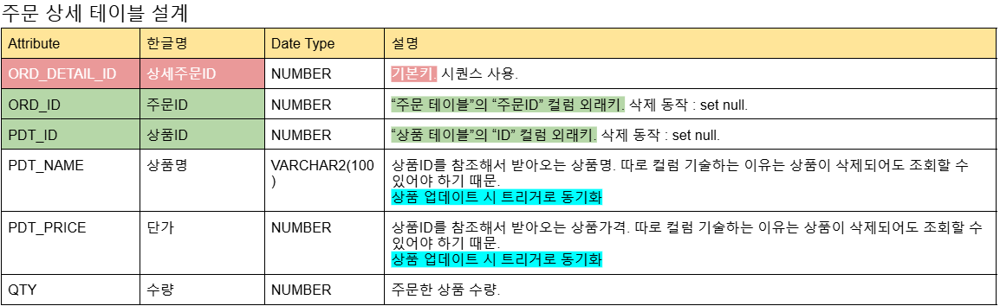 주문 상세 테이블 설계
Attribute 한글명 Date Type 설명
ORD_DETAIL_ID 상세주문ID NUMBER 기본키. 시퀀스 사용.
ORD_ID 주문ID NUMBER “주문 테이블”의 “주문ID” 컬럼 외래키. 삭제 동작 : set null.
PDT_ID 상품ID NUMBER “상품 테이블”의 “ID” 컬럼 외래키. 삭제 동작 : set null.
PDT_NAME 상품명 VARCHAR2(100 상품ID를 참조해서 받아오는 상품명. 따로 컬럼 기술하는 이유는 상품이 삭제되어도 조회할 수
) 있어야 하기 때문.
상품 업데이트 시 트리거로 동기화
PDT_PRICE 단가 NUMBER 상품ID를 참조해서 받아오는 상품가격. 따로 컬럼 기술하는 이유는 상품이 삭제되어도 조회할 수
있어야 하기 때문.
상품 업데이트 시 트리거로 동기화
QTY 수량 NUMBER 주문한 상품 수량.